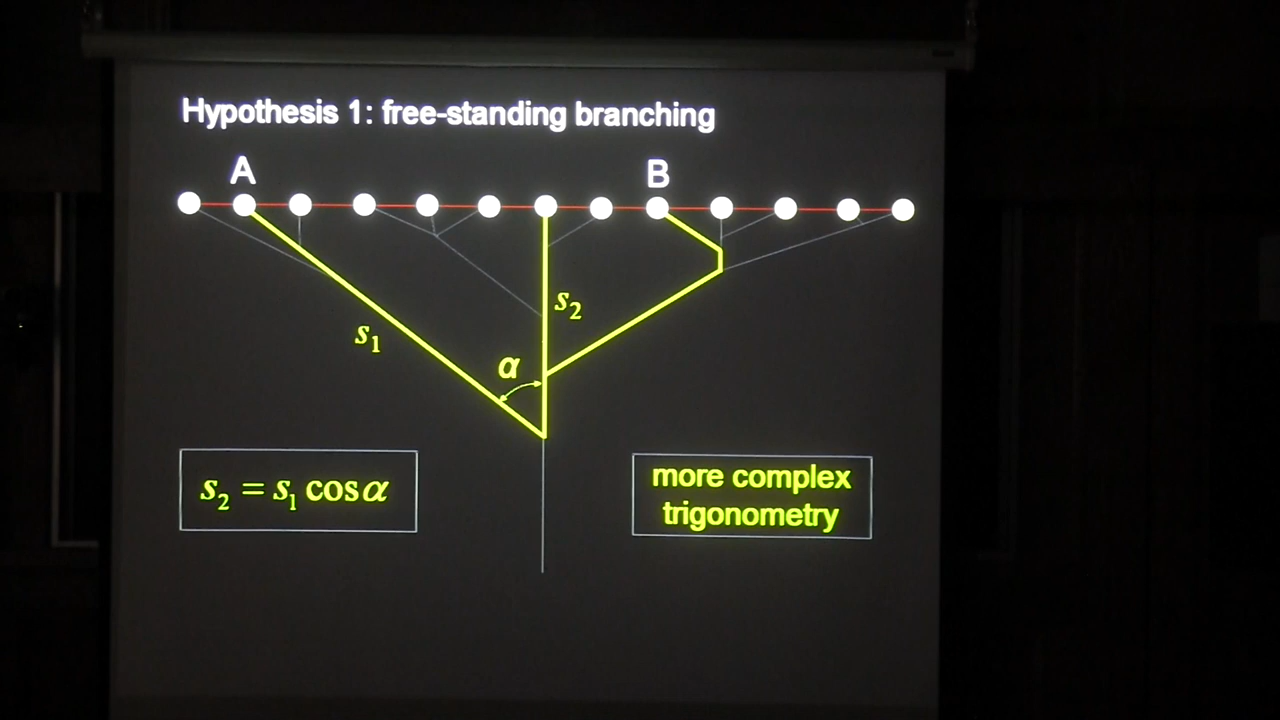 Hypothesis 1: free-standing branching
A
B
s₂
s₁
α
s₂ = s₁ cos α
more complex
trigonometry